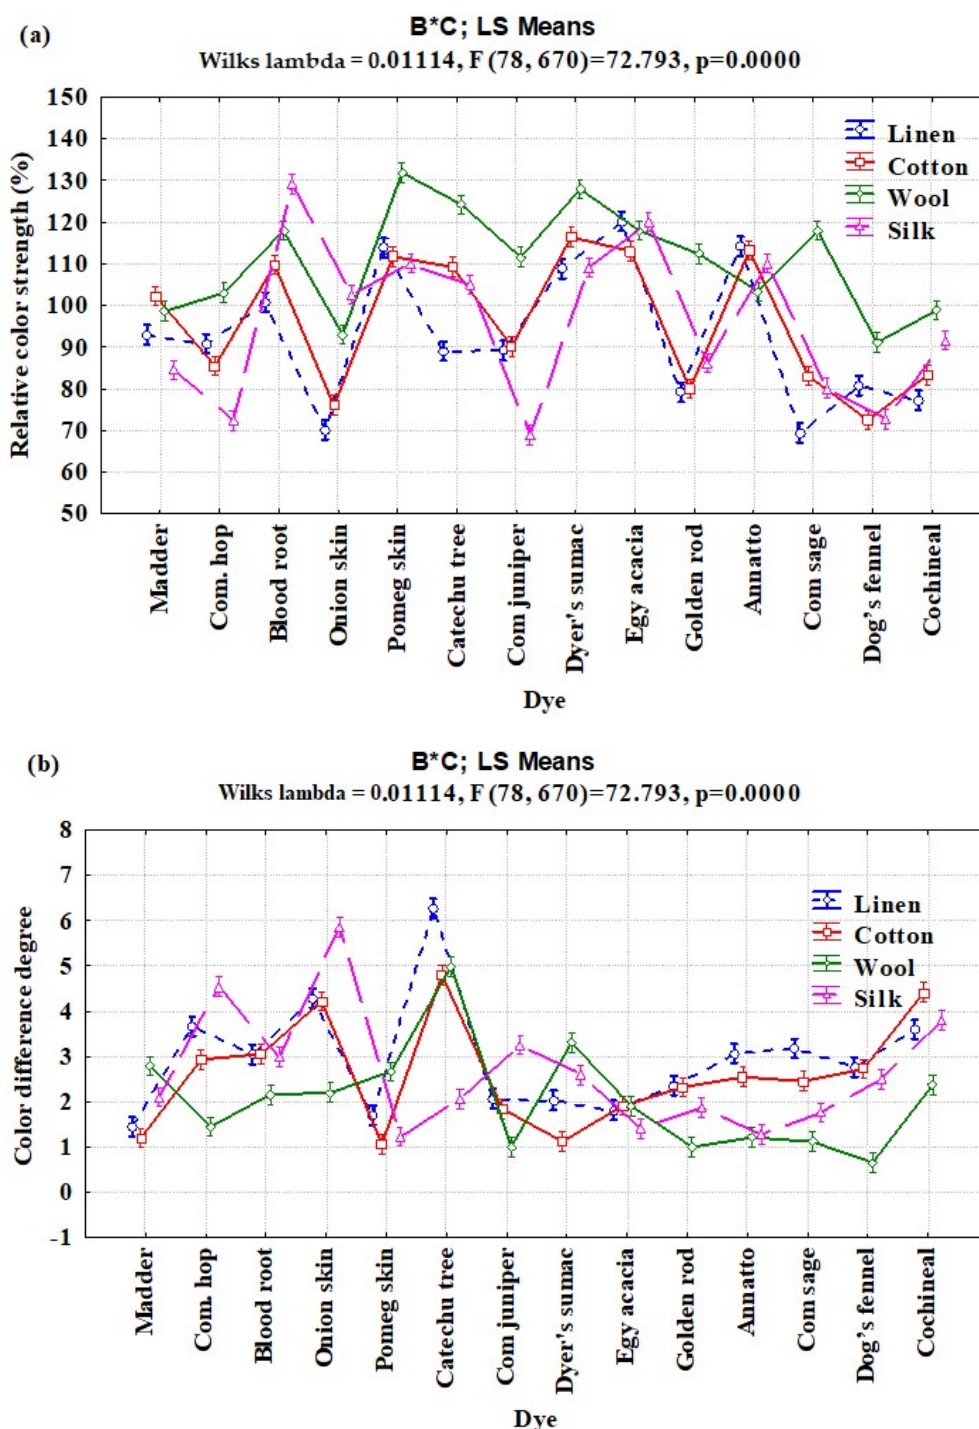 (a)
B*C; LS Means
Wilks lambda = 0.01114, F (78, 670)=72.793, p=0.0000
Relative color strength (%)
150
140
130
120
110
100
90
80
70
60
50
Linen
Cotton
Wool
Silk
Madder
Com. hop
Blood root
Onion skin
Pomeg skin
Catechu tree
Com juniper
Dyer's sumac
Egy acacia
Golden rod
Annatto
Com sage
Dog’s fennel
Cochineal
Dye
(b)
B*C; LS Means
Wilks lambda = 0.01114, F (78, 670)=72.793, p=0.0000
Color difference degree
8
7
6
5
4
3
2
1
0
-1
Linen
Cotton
Wool
Silk
Madder
Com. hop
Blood root
Onion skin
Pomeg skin
Catechu tree
Com juniper
Dyer's sumac
Egy acacia
Golden rod
Annatto
Com sage
Dog’s fennel
Cochineal
Dye